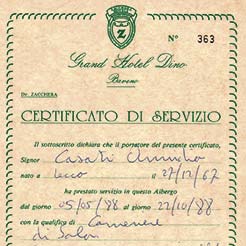 Z
N° 363
Grand Hotel Dino
Baveno
Dr. ZACCHERA
CERTIFICATO DI SERVIZIO
Il sottoscritto dichiara che il portatore del presente certificato,
Signor Casati
nato a Lecco il 27/12/67
ha prestato servizio in questo Albergo
dal giorno 05/05/88 al giorno 22/10/88
con la qualifica di Cameriere
di Sala